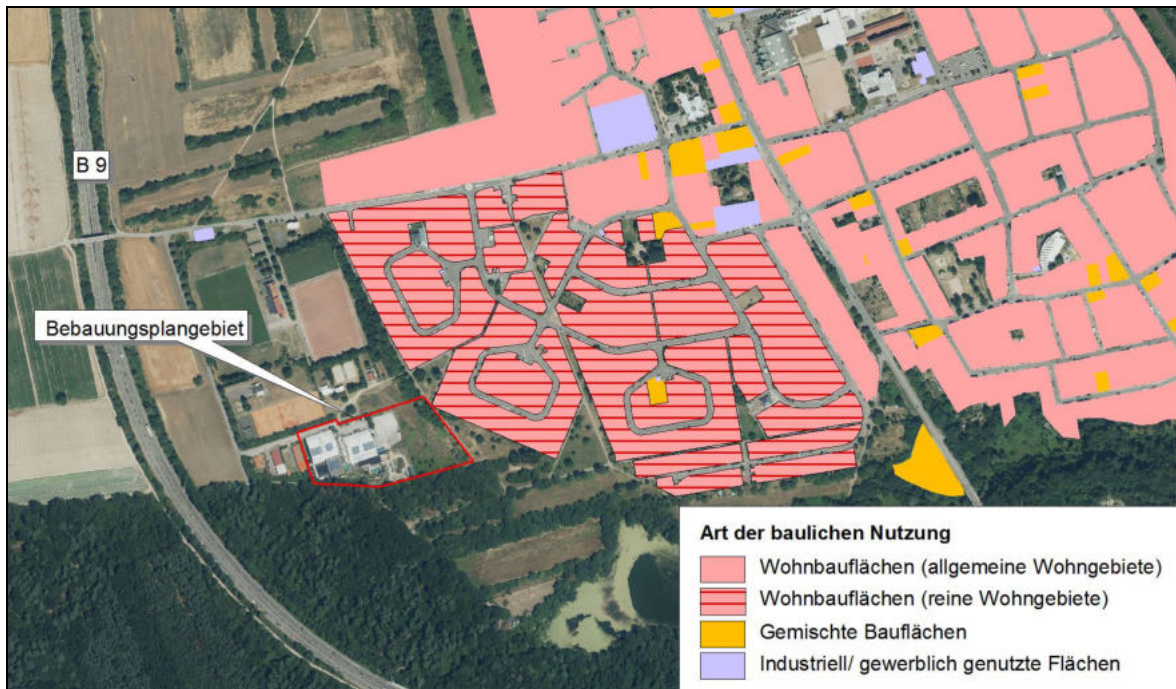 B 9
Bebauungsplangebiet
Art der baulichen Nutzung
Wohnbauflächen (allgemeine Wohngebiete)
Wohnbauflächen (reine Wohngebiete)
Gemischte Bauflächen
Industriell/ gewerblich genutzte Flächen